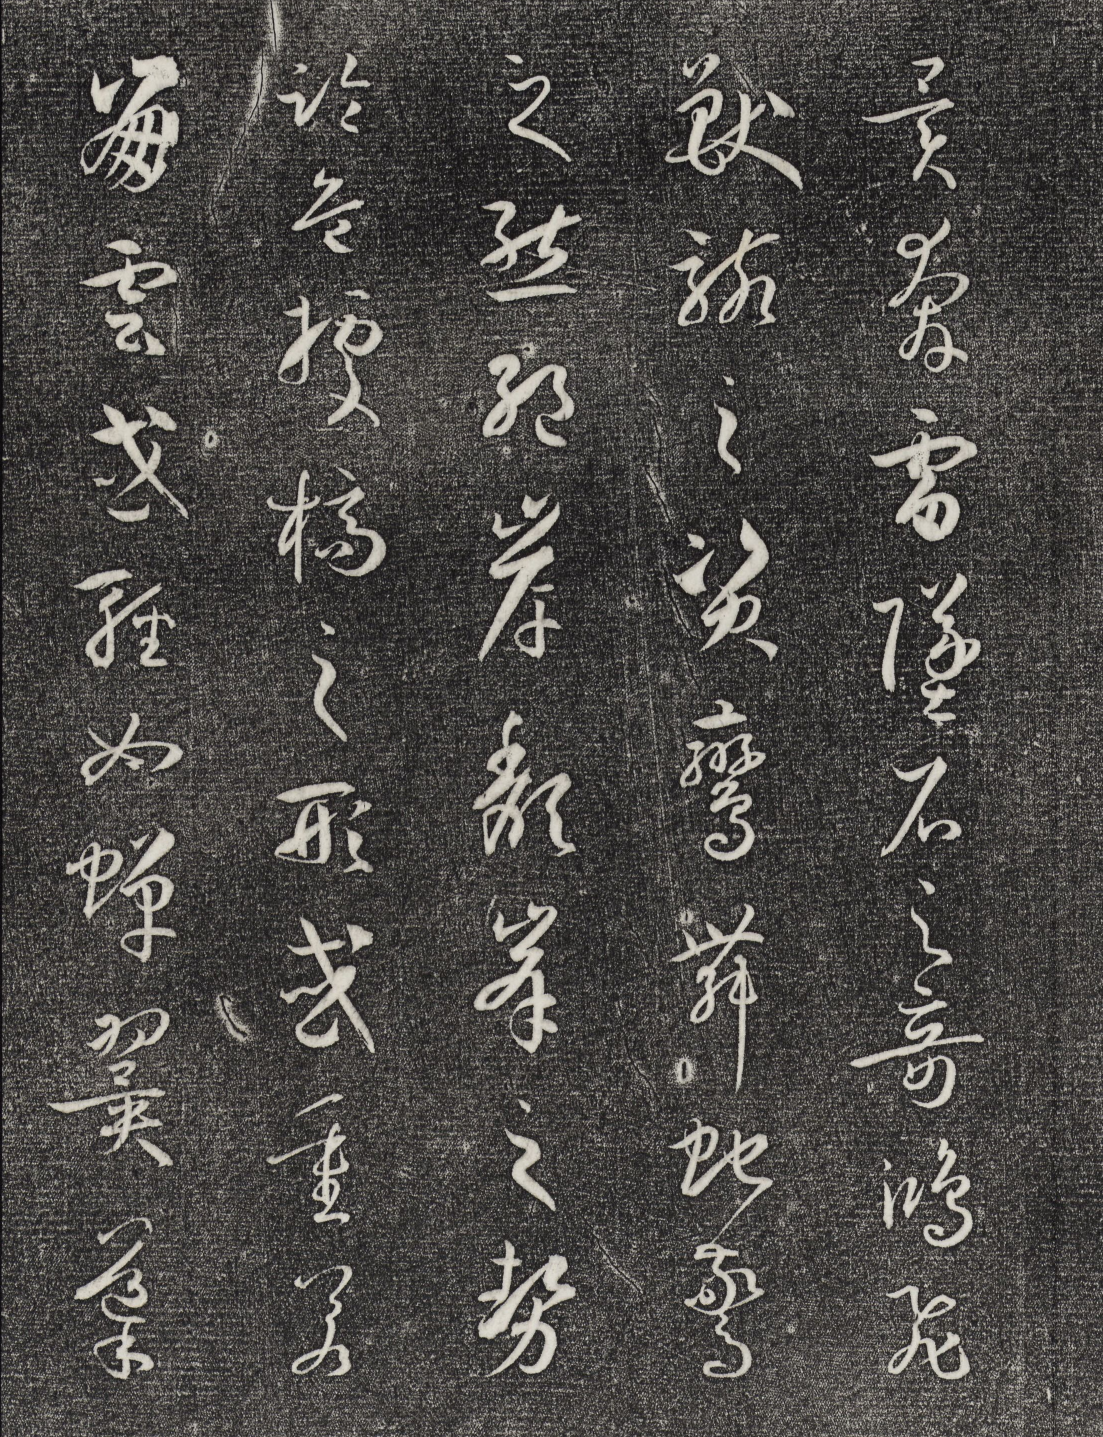 異奔雷墜石之奇鴻飛
獸駭之資鸞舞蛇驚
之態絕岸頹峯之勢
臨危據槁之形或重若
崩雲或輕如蟬翼導